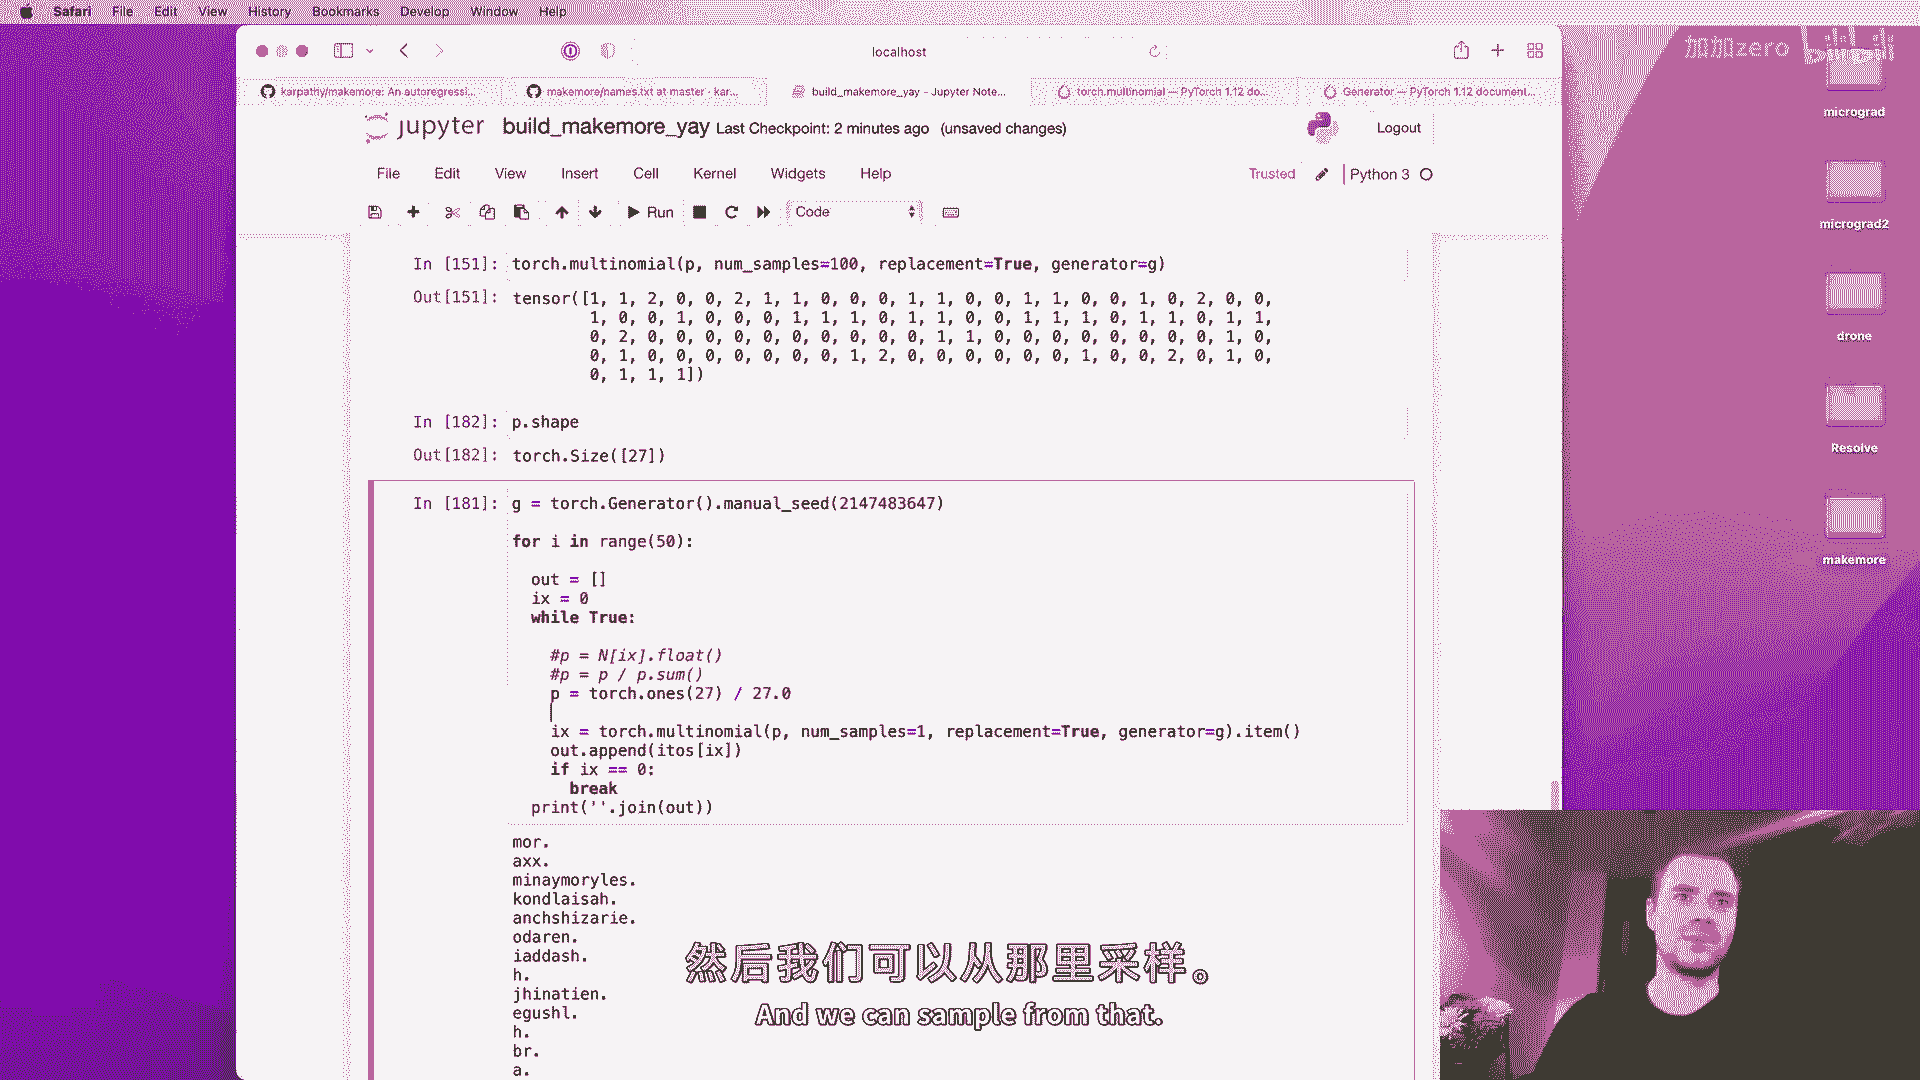 Safari File Edit View History Bookmarks Develop Window Help
localhost
加加zero bilibili
karpathy/makemore: An autoregressi...
makemore/names.txt at master · kar...
build_makemore_yay - Jupyter Note...
torch.multinomial — PyTorch 1.12 do...
Generator — PyTorch 1.12 document...
jupyter build_makemore_yay Last Checkpoint: 2 minutes ago (unsaved changes)
Logout
File Edit View Insert Cell Kernel Widgets Help
Trusted
Python 3
Run
Code
In [151]: torch.multinomial(p, num_samples=100, replacement=True, generator=g)
Out[151]: tensor([1, 1, 2, 0, 0, 2, 1, 1, 0, 0, 0, 1, 1, 0, 0, 1, 1, 0, 0, 1, 0, 2, 0, 0,
1, 0, 0, 1, 0, 0, 0, 1, 1, 1, 0, 1, 1, 0, 0, 1, 1, 1, 0, 1, 1, 0, 1, 1,
0, 2, 0, 0, 0, 0, 0, 0, 0, 0, 0, 0, 1, 1, 0, 0, 0, 0, 0, 0, 0, 0, 1, 0,
0, 1, 0, 0, 0, 0, 0, 0, 0, 1, 2, 0, 0, 0, 0, 0, 0, 1, 0, 0, 2, 0, 1, 0,
0, 1, 1, 1])
In [182]: p.shape
Out[182]: torch.Size([27])
In [181]: g = torch.Generator().manual_seed(2147483647)
for i in range(50):
out = []
ix = 0
while True:
#p = N[ix].float()
#p = p / p.sum()
p = torch.ones(27) / 27.0
ix = torch.multinomial(p, num_samples=1, replacement=True, generator=g).item()
out.append(itos[ix])
if ix == 0:
break
print(''.join(out))
mor.
axx.
minaymoryles.
kondlaisah.
anchshizarie.
odaren.
iaddash.
h.
jhinatien.
egushl.
h.
br.
a.
micrograd
micrograd2
drone
Resolve
makemore
然后我们可以从那里采样。
And we can sample from that.